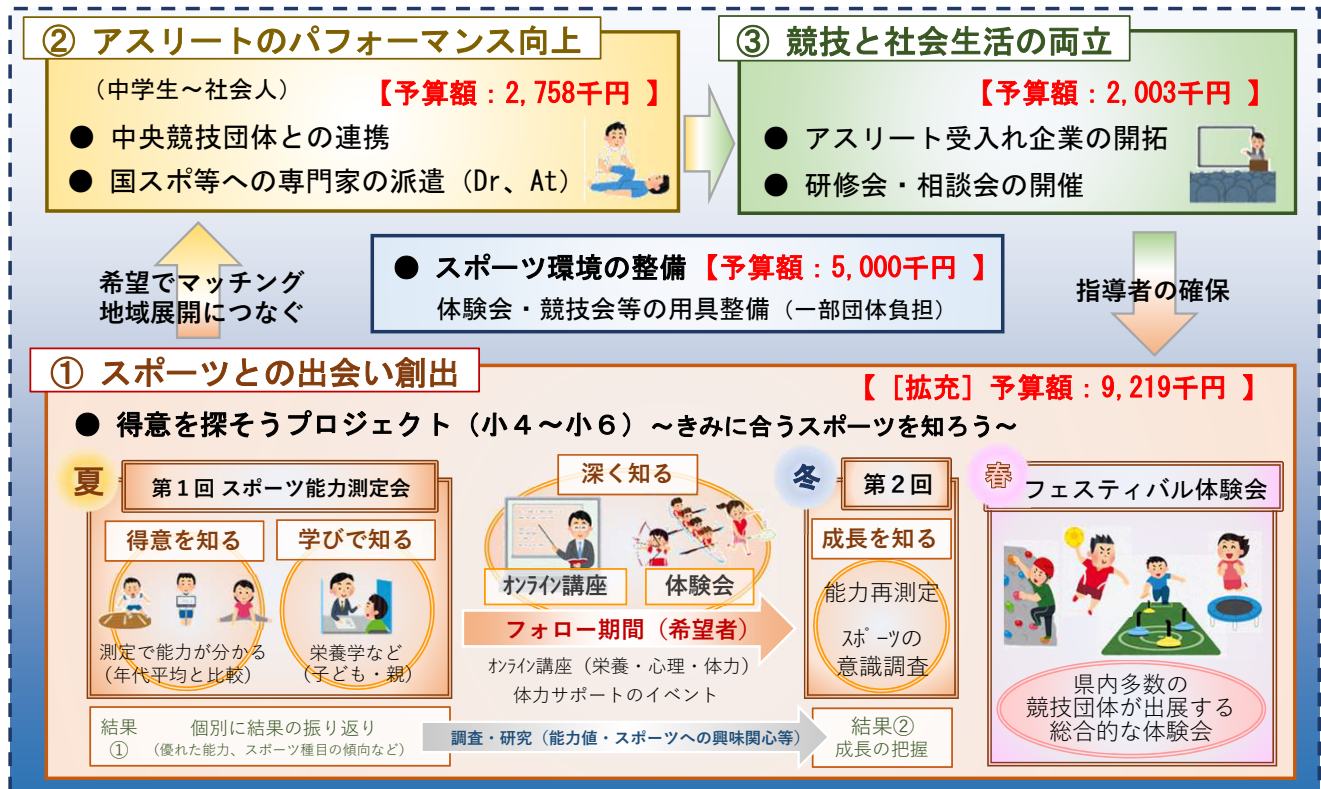 ② アスリートのパフォーマンス向上
（中学生～社会人）
【予算額：2,758千円 】
● 中央競技団体との連携
● 国スポ等への専門家の派遣（Dr、At）
③ 競技と社会生活の両立
【予算額：2,003千円 】
● アスリート受入れ企業の開拓
● 研修会・相談会の開催
希望でマッチング
地域展開につなぐ
● スポーツ環境の整備【予算額：5,000千円 】
体験会・競技会等の用具整備（一部団体負担）
指導者の確保
① スポーツとの出会い創出
【［拡充］予算額：9,219千円 】
● 得意を探そうプロジェクト（小４～小６）～きみに合うスポーツを知ろう～
夏
第１回 スポーツ能力測定会
得意を知る
測定で能力が分かる
（年代平均と比較）
学びで知る
栄養学など
（子ども・親）
結果
①
個別に結果の振り返り
（優れた能力、スポーツ種目の傾向など）
深く知る
ｵﾝﾗｲﾝ講座
体験会
フォロー期間（希望者）
ｵﾝﾗｲﾝ講座（栄養・心理・体力）
体力サポートのイベント
調査・研究（能力値・スポーツへの興味関心等）
冬
第２回
成長を知る
能力再測定
ｽﾎﾟｰﾂの
意識調査
結果②
成長の把握
春
フェスティバル体験会
県内多数の
競技団体が出展する
総合的な体験会